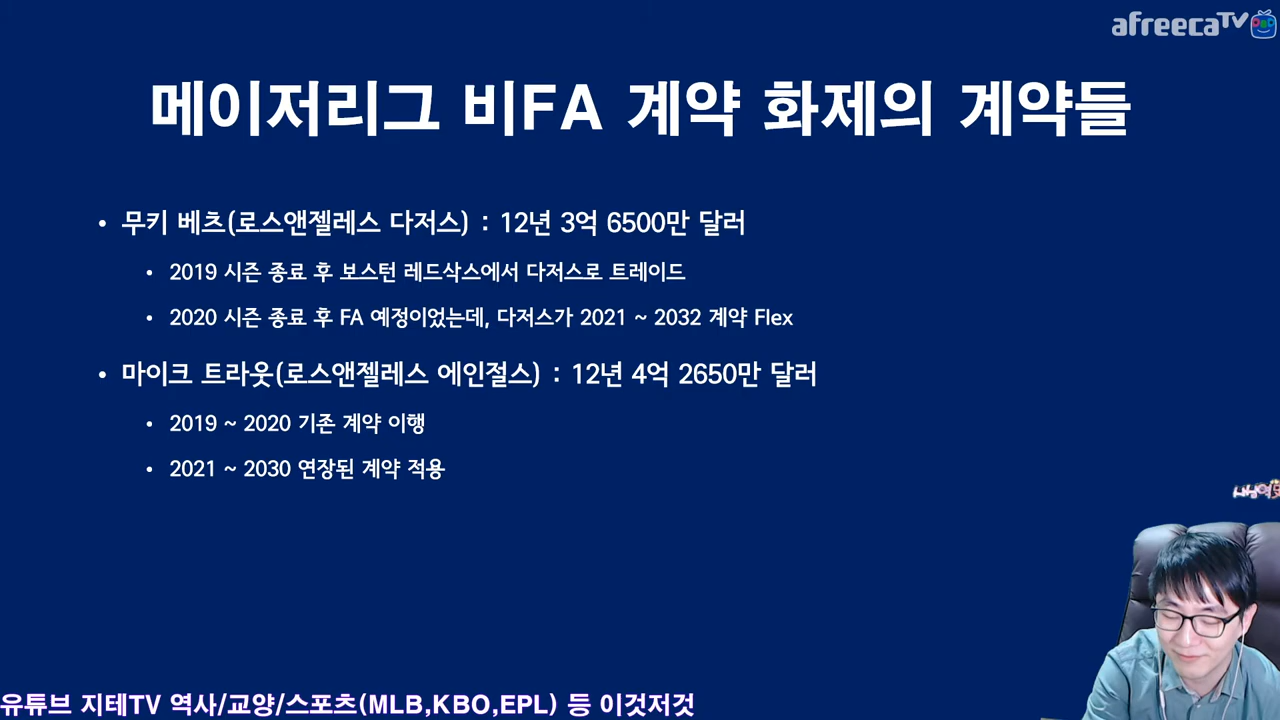 afreecaTV
메이저리그 비FA 계약 화제의 계약들
• 무키 베츠(로스앤젤레스 다저스) : 12년 3억 6500만 달러
• 2019 시즌 종료 후 보스턴 레드삭스에서 다저스로 트레이드
• 2020 시즌 종료 후 FA 예정이었는데, 다저스가 2021 ~ 2032 계약 Flex
• 마이크 트라웃(로스앤젤레스 에인절스) : 12년 4억 2650만 달러
• 2019 ~ 2020 기존 계약 이행
• 2021 ~ 2030 연장된 계약 적용
유튜브 지테TV 역사/교양/스포츠(MLB,KBO,EPL) 등 이것저것